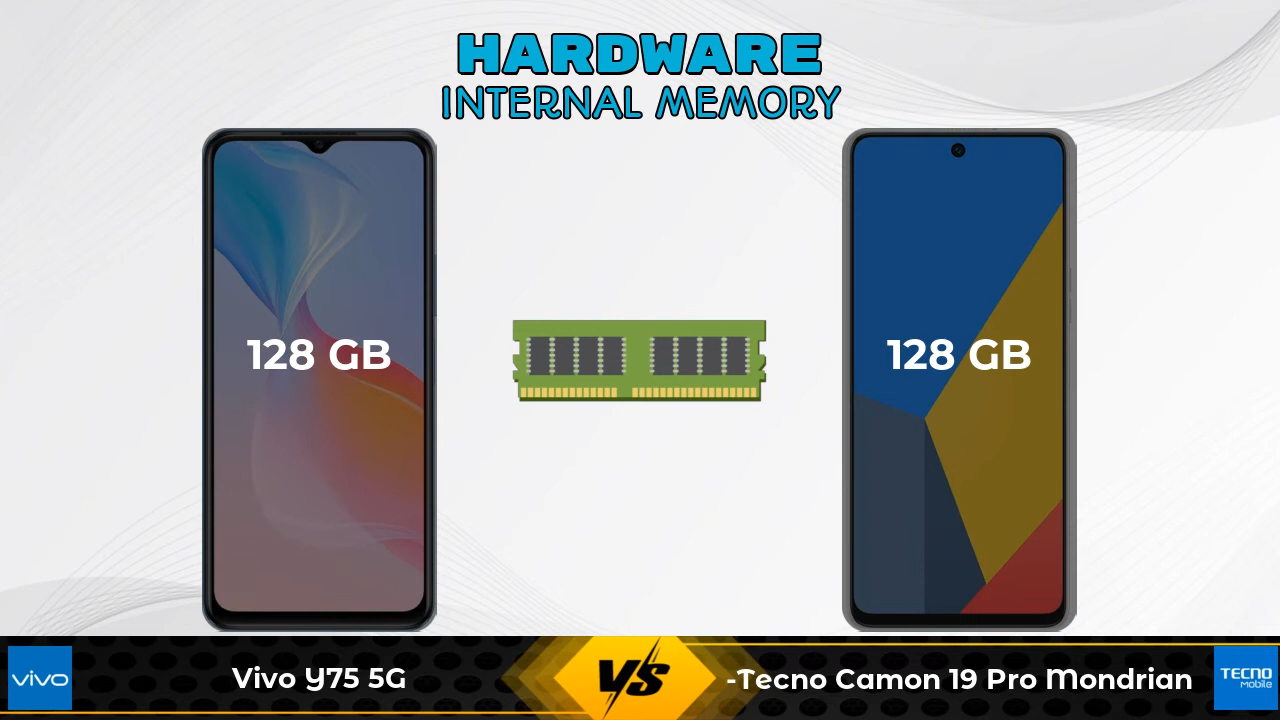 HARDWARE
INTERNAL MEMORY
128 GB
128 GB
vivo
Vivo Y75 5G
VS
-Tecno Camon 19 Pro Mondrian
TECNO
mobile